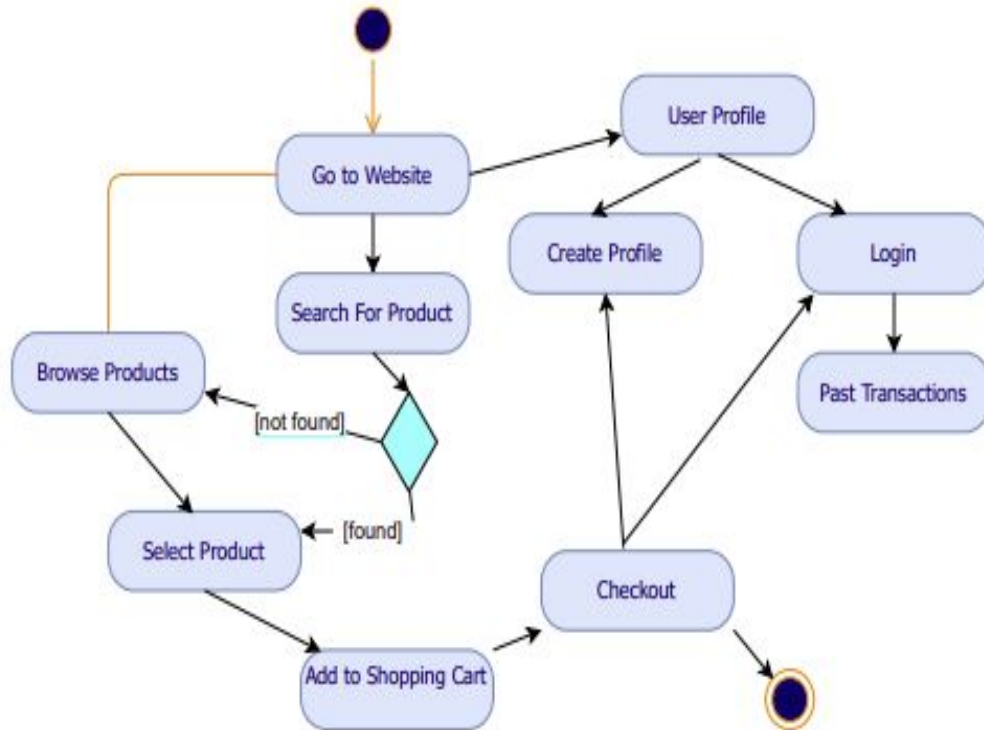 User Profile
Go to Website
Create Profile
Login
Search For Product
Browse Products
Past Transactions
[not found]
[found]
Select Product
Checkout
Add to Shopping Cart